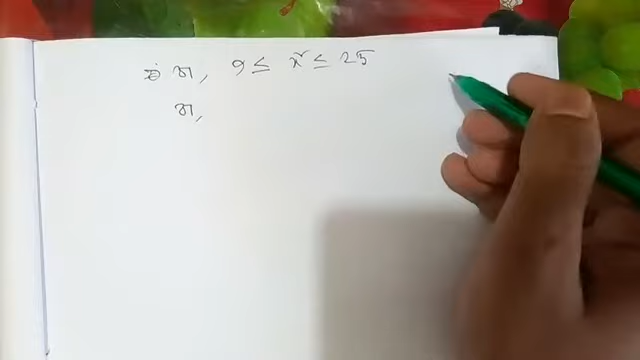 বা, 9 ≤ x² ≤ 25
বা,